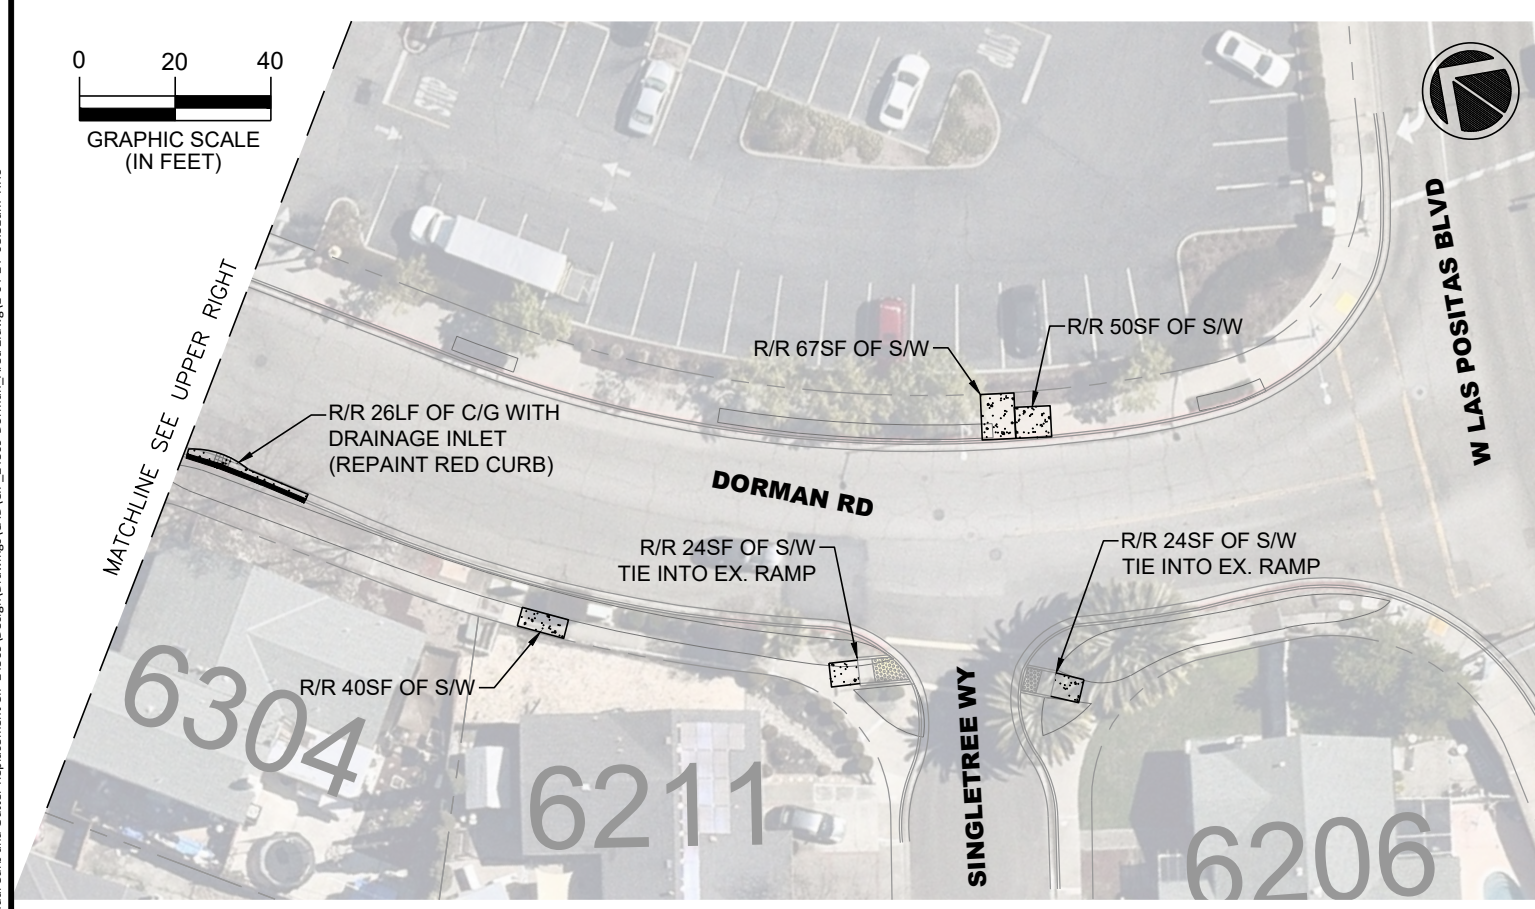 0 20 40
GRAPHIC SCALE
(IN FEET)
STOP
STOP
W LAS POSITAS BLVD
MATCHLINE SEE UPPER RIGHT
R/R 67SF OF S/W
R/R 50SF OF S/W
R/R 26LF OF C/G WITH
DRAINAGE INLET
(REPAINT RED CURB)
DORMAN RD
R/R 24SF OF S/W
TIE INTO EX. RAMP
R/R 24SF OF S/W
TIE INTO EX. RAMP
R/R 40SF OF S/W
SINGLETREE WY
6304
6211
6206